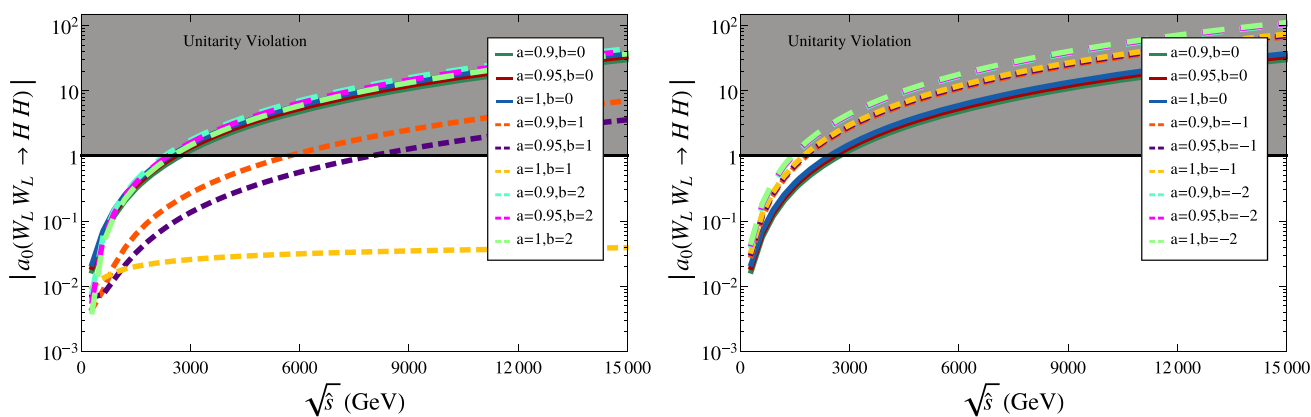 |a₀(W_L W_L → H H)|
10²
10
1
10⁻¹
10⁻²
10⁻³
Unitarity Violation
a=0.9,b=0
a=0.95,b=0
a=1,b=0
a=0.9,b=1
a=0.95,b=1
a=1,b=1
a=0.9,b=2
a=0.95,b=2
a=1,b=2
0 3000 6000 9000 12 000 15 000
√ŝ (GeV)
|a₀(W_L W_L → H H)|
10²
10
1
10⁻¹
10⁻²
10⁻³
Unitarity Violation
a=0.9,b=0
a=0.95,b=0
a=1,b=0
a=0.9,b=−1
a=0.95,b=−1
a=1,b=−1
a=0.9,b=−2
a=0.95,b=−2
a=1,b=−2
0 3000 6000 9000 12 000 15 000
√ŝ (GeV)